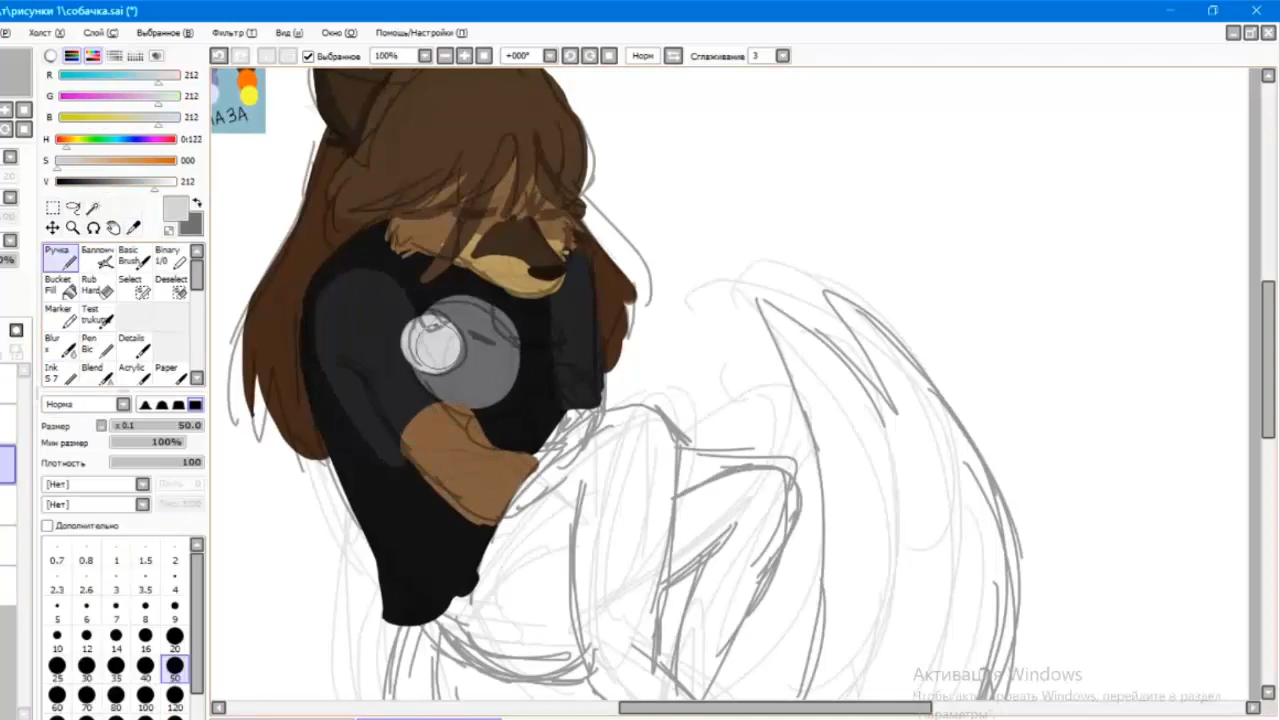 т\рисунки 1\собачка.sai (*)
(P) Холст (X) Слой (C) Выбранное (B) Фильтр (T) Вид (и) Окно (O) Помощь/Настройки (П)
Выбранное 100% +000° Норм Сглаживание 3
R 212
G 212
B 212
H 0:122
S 000
V 212
АЗА
Ручка Баллонч Basic Brush Binary 1/0
Bucket Fill Rub Hard Select Deselect
Marker Test
Blur x Pen Bic Details
Ink 5.7 Blend Acrylic Paper
Норма
Размер x 0.1 50.0
Мин размер 100%
Плотность 100
[Нет]
[Нет]
Дополнительно
0.7 0.8 1 1.5 2
2.3 2.6 3 3.5 4
5 6 7 8 9
10 12 14 16 20
25 30 35 40 50
60 70 80 100 120
Активация Windows
Чтобы активировать Windows, перейдите в раздел
"Параметры".